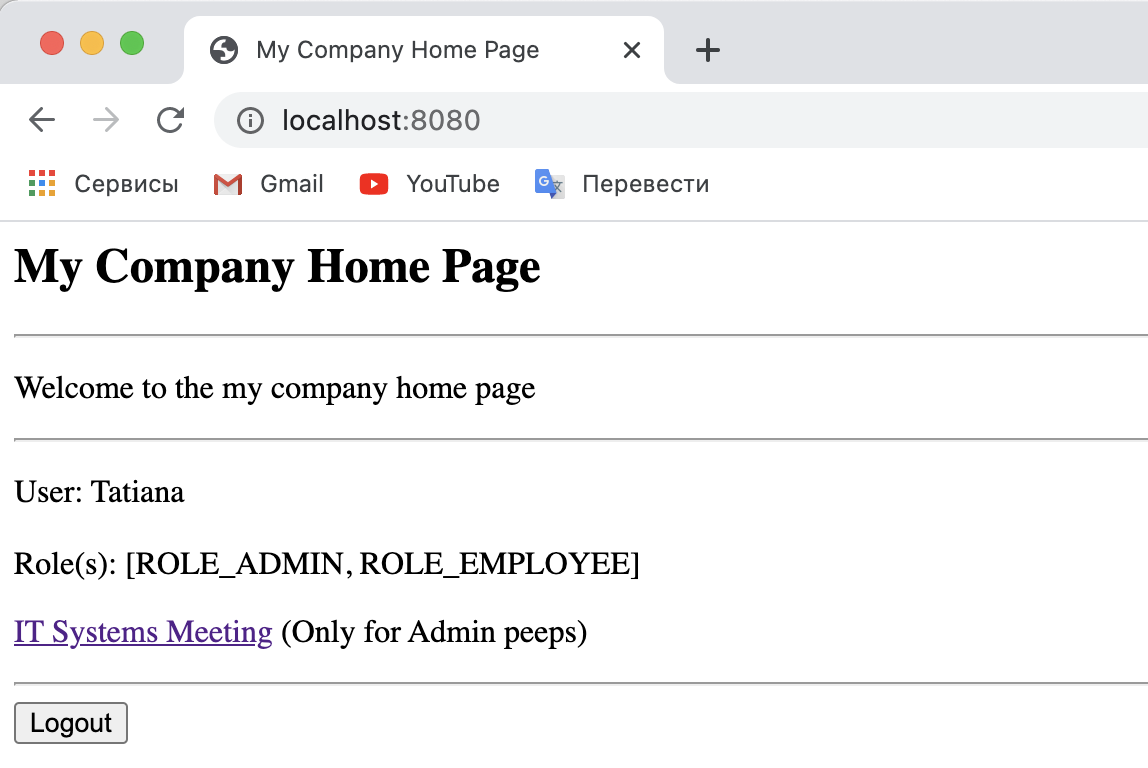 My Company Home Page
localhost:8080
Сервисы Gmail YouTube Перевести
My Company Home Page
Welcome to the my company home page
User: Tatiana
Role(s): [ROLE_ADMIN, ROLE_EMPLOYEE]
IT Systems Meeting (Only for Admin peeps)
Logout